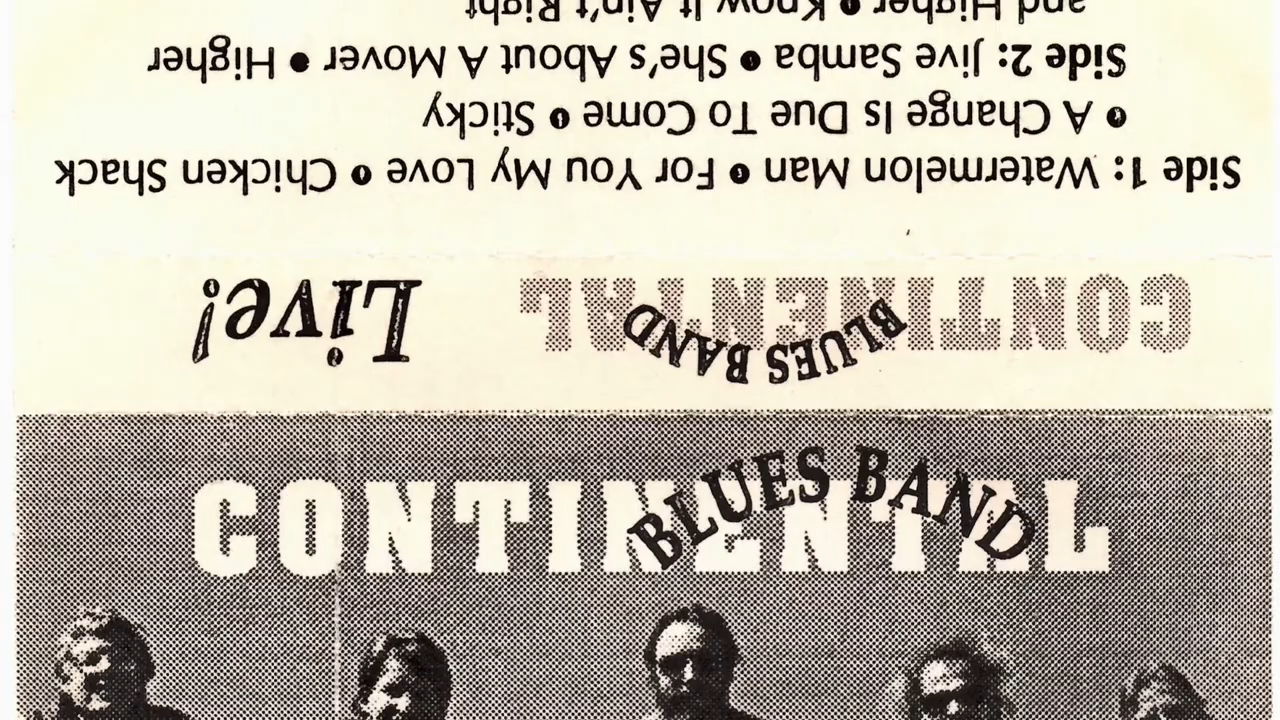 Side 1: Watermelon Man • For You My Love • Chicken Shack
• A Change Is Due To Come • Sticky
Side 2: Jive Samba • She's About A Mover • Higher
and Higher • Know It Ain't Right
CONTINENTAL
BLUES BAND
Live!
CONTINENTAL
BLUES BAND